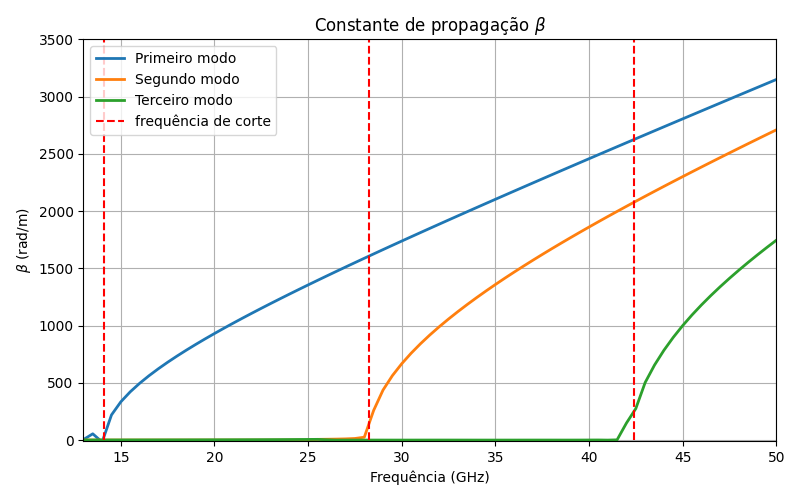 Constante de propagação β
3500
3000
2500
2000
1500
1000
500
0
β (rad/m)
Primeiro modo
Segundo modo
Terceiro modo
frequência de corte
15 20 25 30 35 40 45 50
Frequência (GHz)